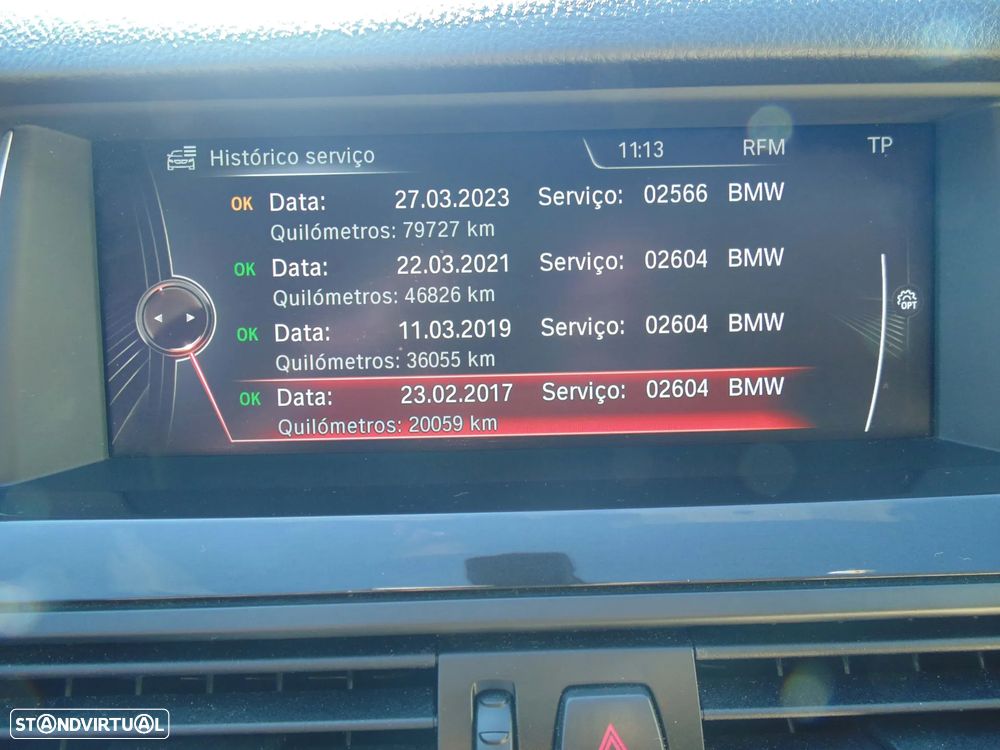 Histórico serviço 11:13 RFM TP
OK Data: 27.03.2023 Serviço: 02566 BMW
Quilómetros: 79727 km
OK Data: 22.03.2021 Serviço: 02604 BMW
Quilómetros: 46826 km
OPT
OK Data: 11.03.2019 Serviço: 02604 BMW
Quilómetros: 36055 km
OK Data: 23.02.2017 Serviço: 02604 BMW
Quilómetros: 20059 km
STANDVIRTUAL